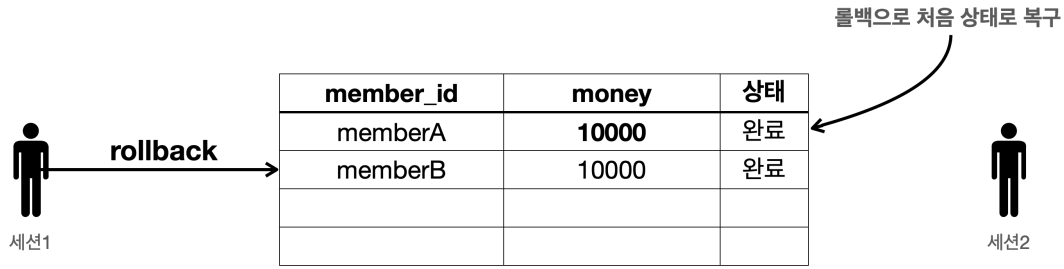 롤백으로 처음 상태로 복구
member_id money 상태
memberA 10000 완료
rollback
memberB 10000 완료
세션1
세션2